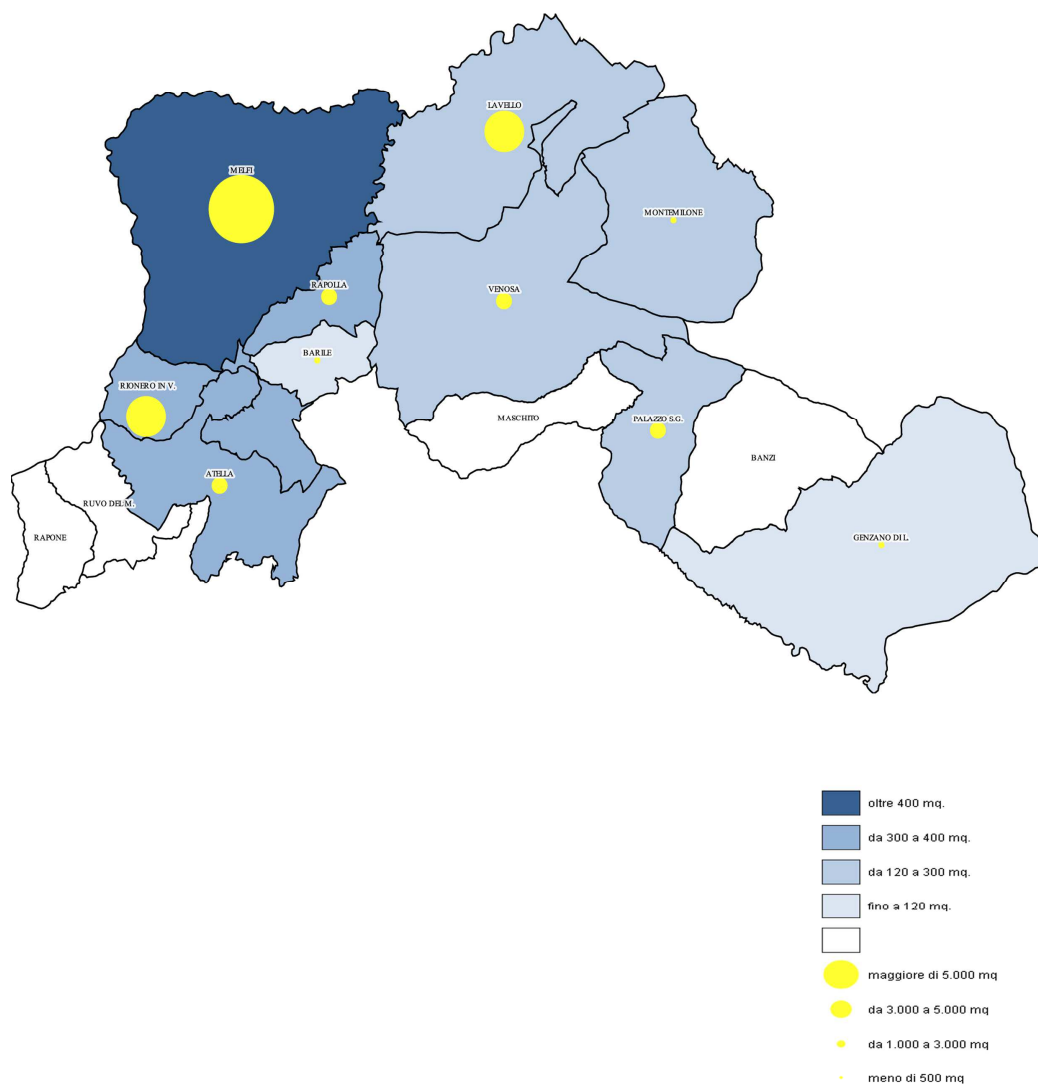 LAVELLO
MELFI
MONTEMILONE
RAPOLLA
VENOSA
BARILE
RIONERO IN V.
MASCHITO
PALAZZO S.G.
BANZI
ATELLA
RUVO DEL M.
RAPONE
GENZANO DI L.
oltre 400 mq.
da 300 a 400 mq.
da 120 a 300 mq.
fino a 120 mq.
maggiore di 5.000 mq
da 3.000 a 5.000 mq
da 1.000 a 3.000 mq
meno di 500 mq